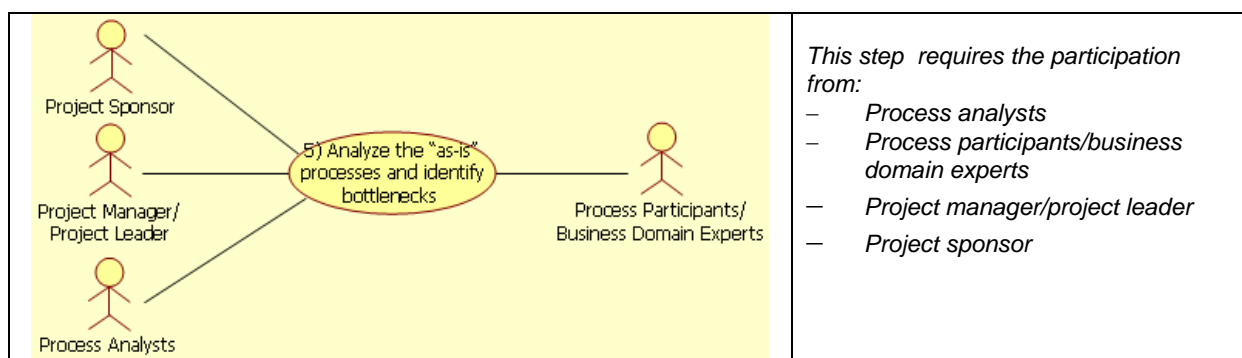 Project Sponsor
Project Manager/
Project Leader
Process Analysts
5) Analyze the "as-is"
processes and identify
bottlenecks
Process Participants/
Business Domain Experts
This step requires the participation
from:
– Process analysts
– Process participants/business
domain experts
– Project manager/project leader
– Project sponsor